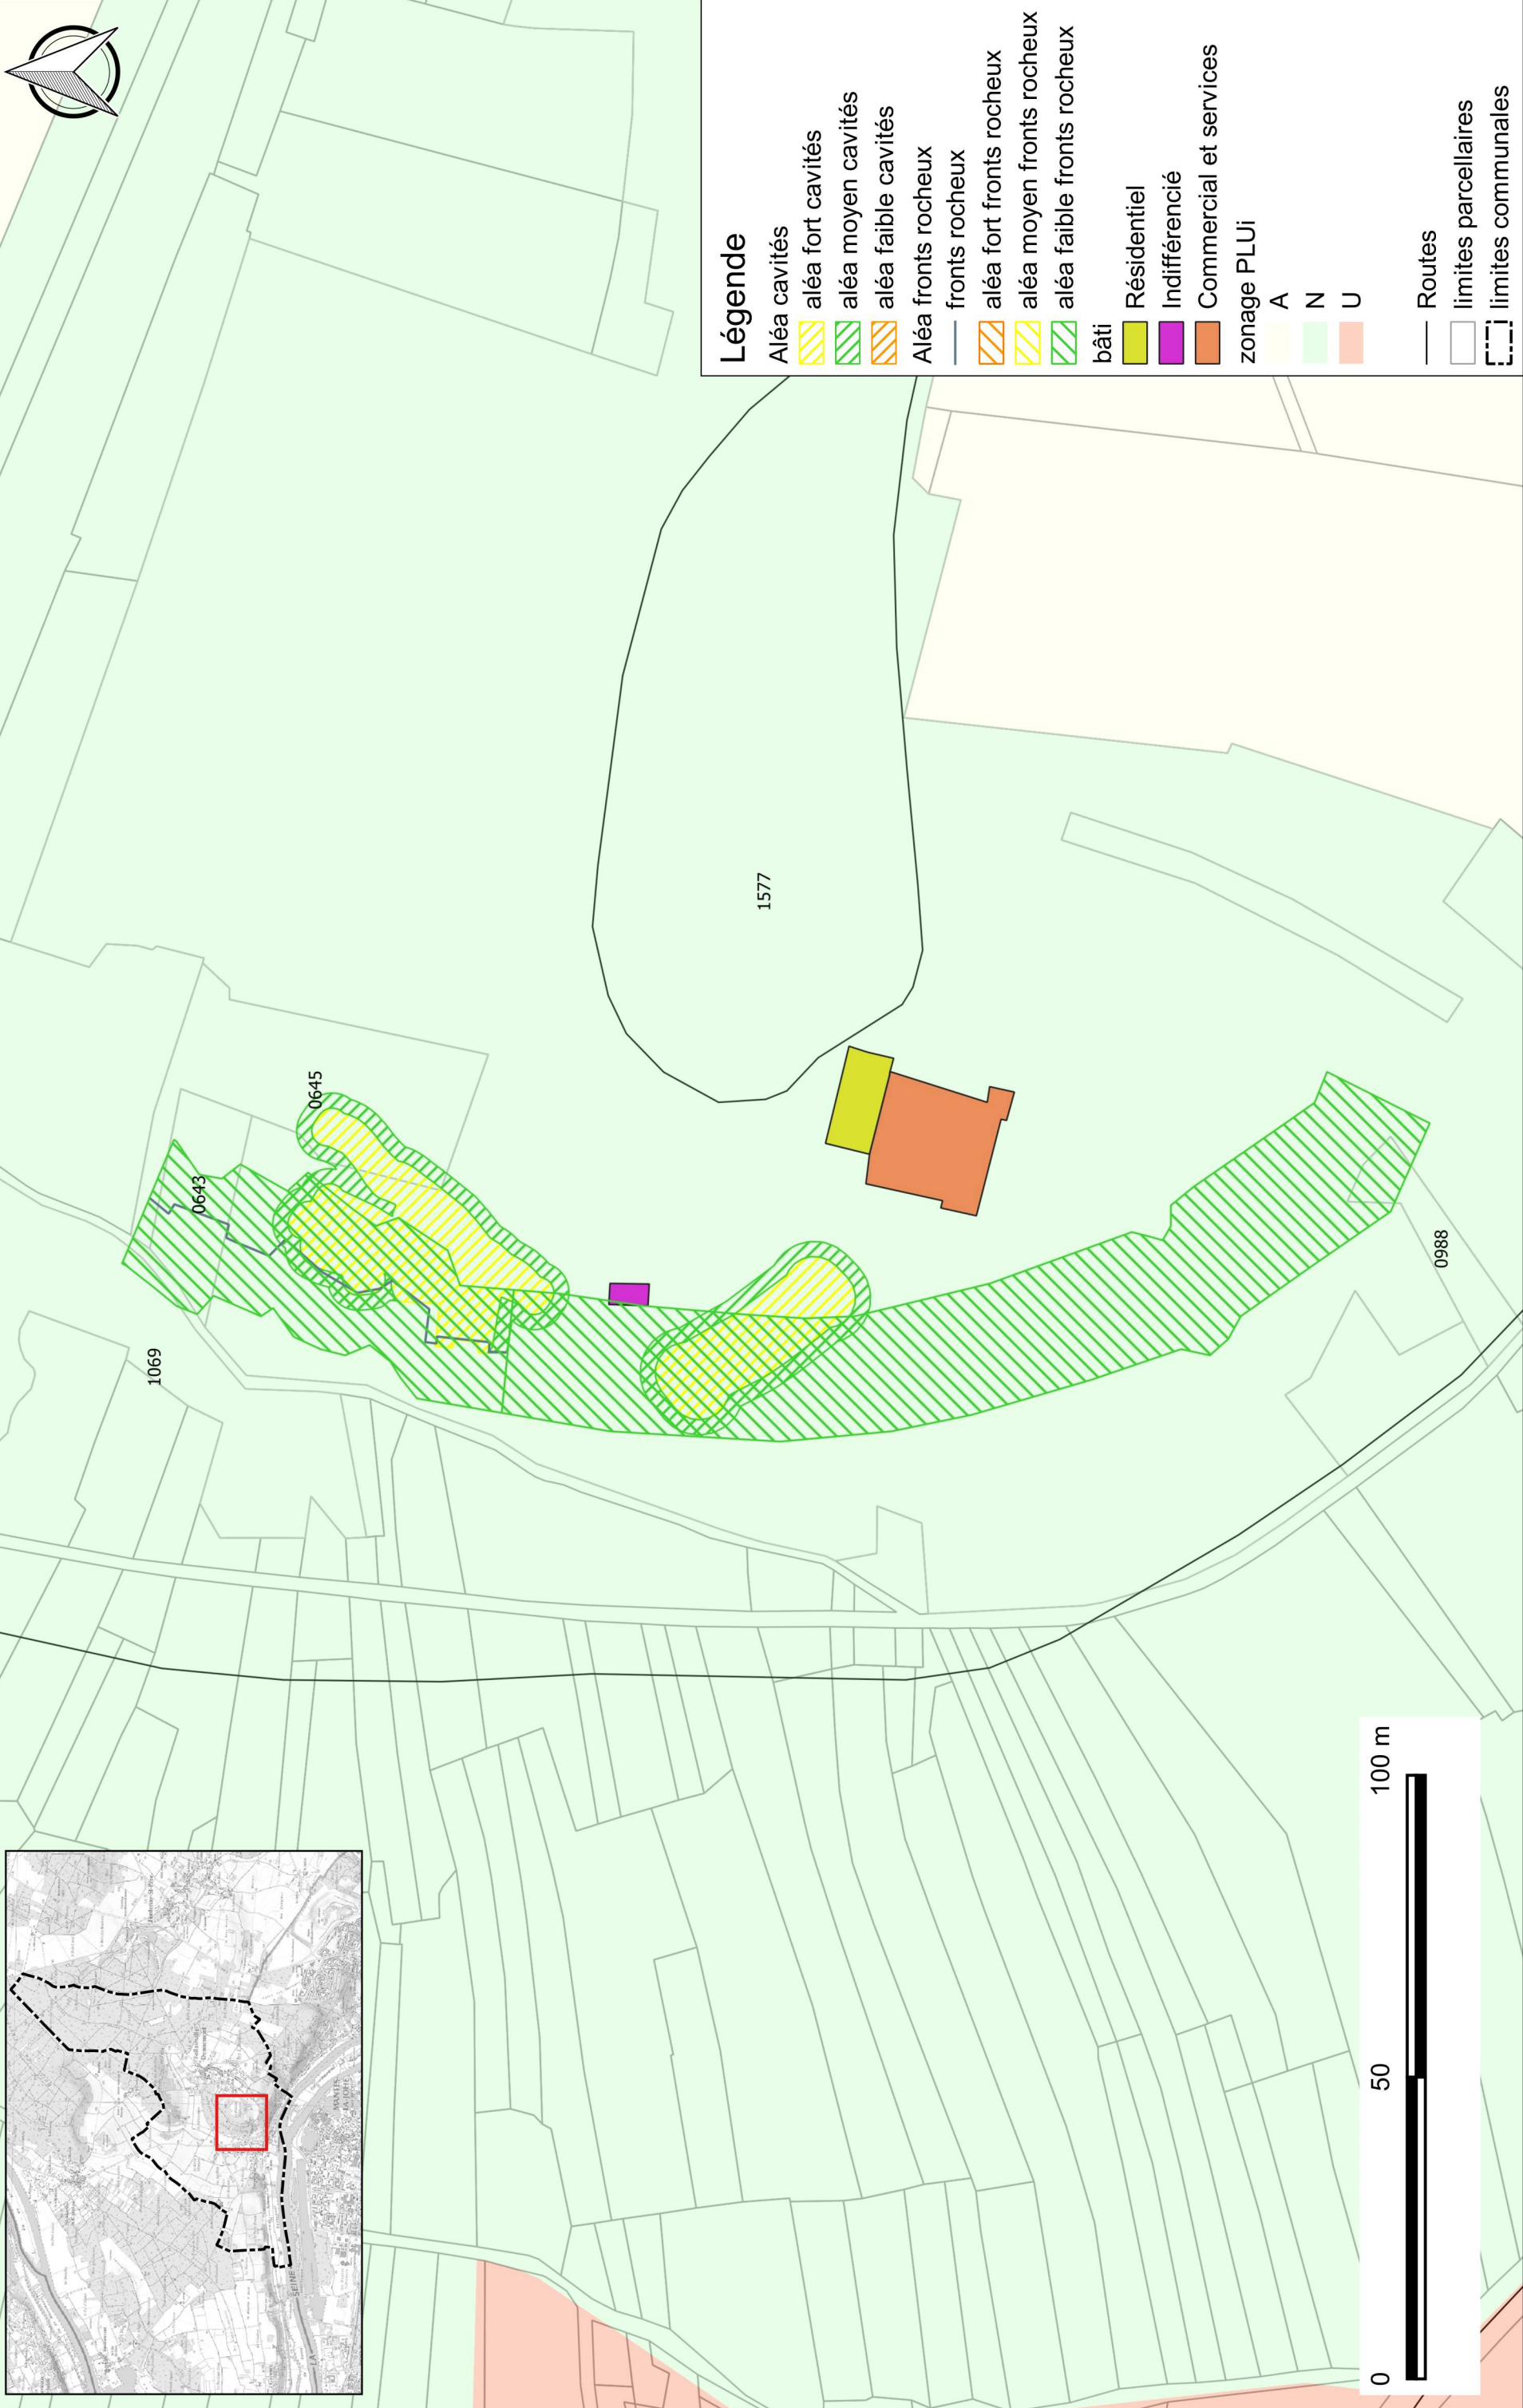 Légende
Aléa cavités
aléa fort cavités
aléa moyen cavités
aléa faible cavités
Aléa fronts rocheux
fronts rocheux
aléa fort fronts rocheux
aléa moyen fronts rocheux
aléa faible fronts rocheux
bâti
Résidentiel
Indifférencié
Commercial et services
zonage PLUi
A
N
U
Routes
limites parcellaires
limites communales
0645
0643
1069
1577
0988
0 50 100 m
SEINE
LA